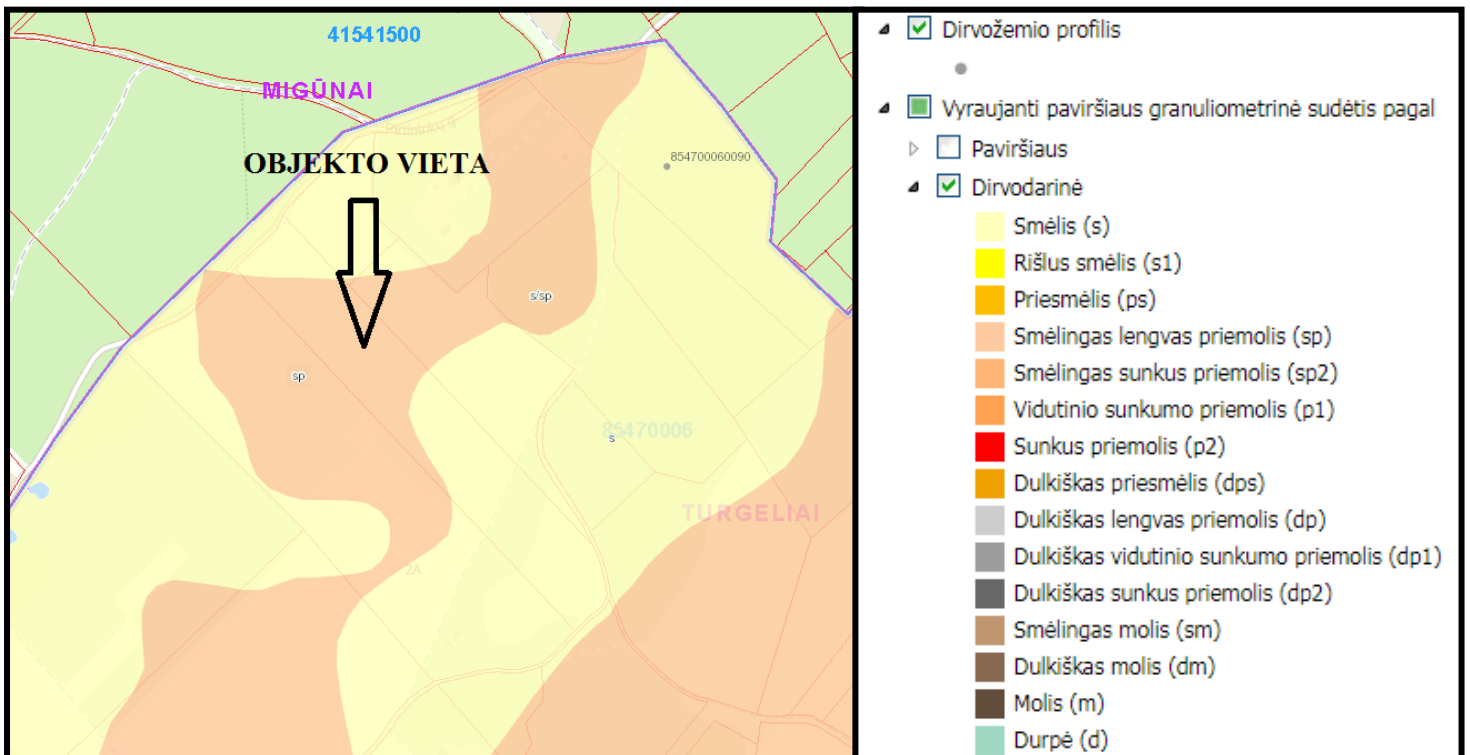 41541500
MIGŪNAI
OBJEKTO VIETA
854700060090
s/sp
sp
85470006
s
TURGELIAI
2A
Dirvožemio profilis
Vyraujanti paviršiaus granuliometrinė sudėtis pagal
Paviršiaus
Dirvodarinė
Smėlis (s)
Rišlus smėlis (s1)
Priesmėlis (ps)
Smėlingas lengvas priemolis (sp)
Smėlingas sunkus priemolis (sp2)
Vidutinio sunkumo priemolis (p1)
Sunkus priemolis (p2)
Dulkiškas priesmėlis (dps)
Dulkiškas lengvas priemolis (dp)
Dulkiškas vidutinio sunkumo priemolis (dp1)
Dulkiškas sunkus priemolis (dp2)
Smėlingas molis (sm)
Dulkiškas molis (dm)
Molis (m)
Durpė (d)